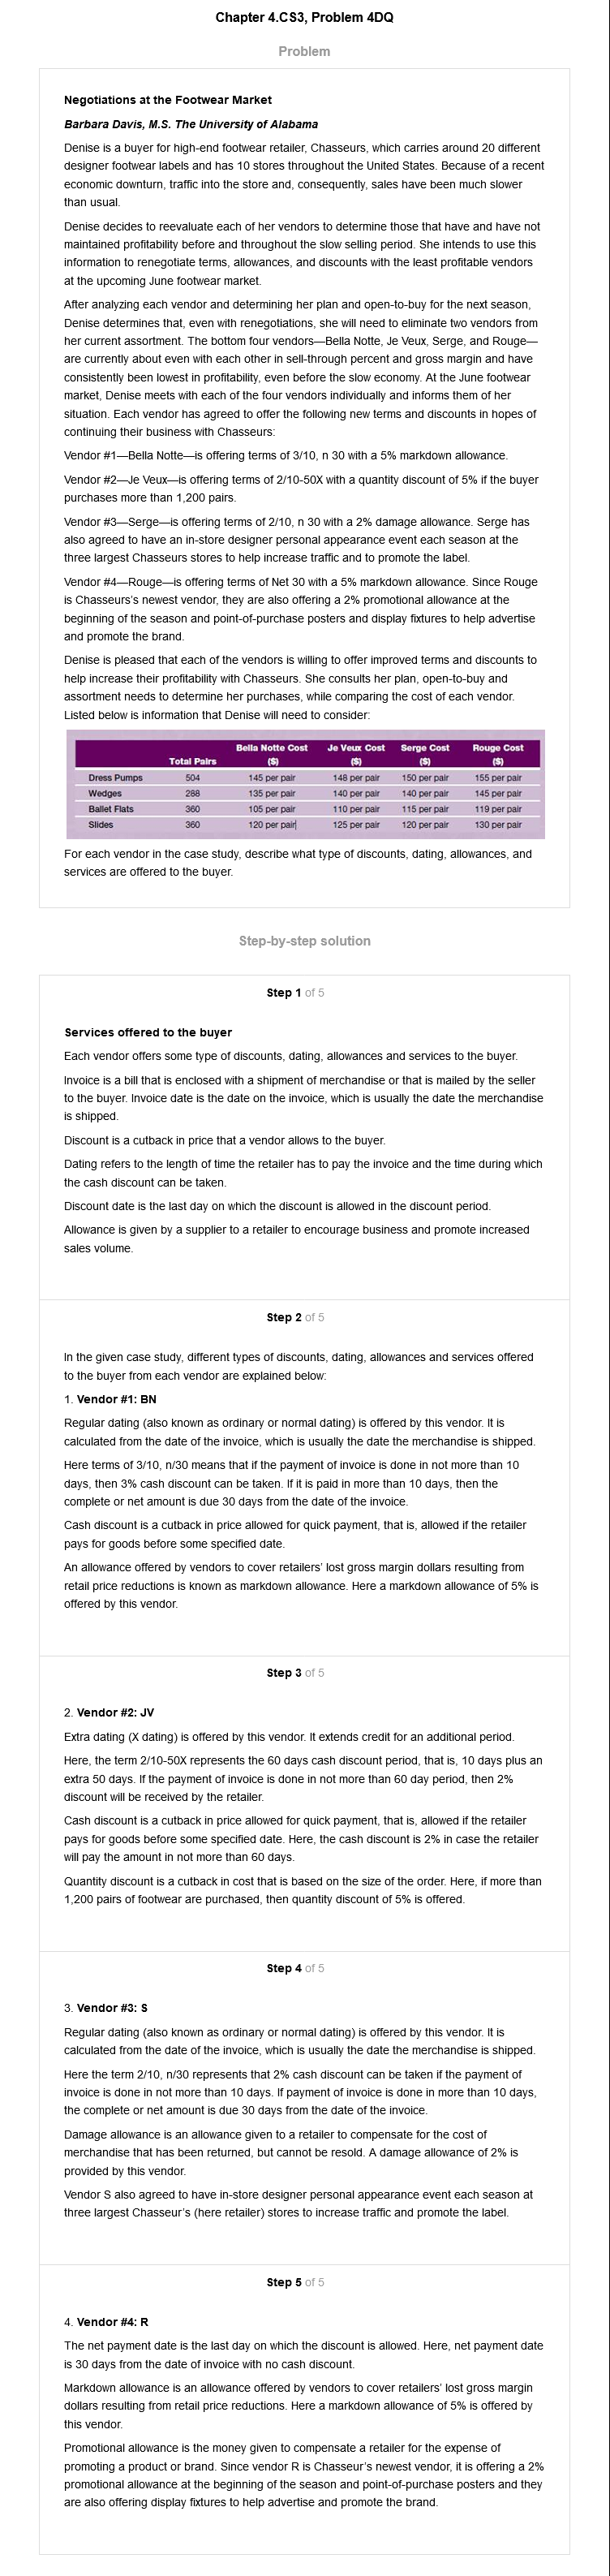 Chapter 4.CS3, Problem 4DQ
Problem
Negotiations at the Footwear Market
Barbara Davis, M.S. The University of Alabama
Denise is a buyer for high-end footwear retailer, Chasseurs, which carries around 20 different
designer footwear labels and has 10 stores throughout the United States. Because of a recent
economic downturn, traffic into the store and, consequently, sales have been much slower
than usual.
Denise decides to reevaluate each of her vendors to determine those that have and have not
maintained profitability before and throughout the slow selling period. She intends to use this
information to renegotiate terms, allowances, and discounts with the least profitable vendors
at the upcoming June footwear market.
After analyzing each vendor and determining her plan and open-to-buy for the next season,
Denise determines that, even with renegotiations, she will need to eliminate two vendors from
her current assortment. The bottom four vendors—Bella Notte, Je Veux, Serge, and Rouge—
are currently about even with each other in sell-through percent and gross margin and have
consistently been lowest in profitability, even before the slow economy. At the June footwear
market, Denise meets with each of the four vendors individually and informs them of her
situation. Each vendor has agreed to offer the following new terms and discounts in hopes of
continuing their business with Chasseurs:
Vendor #1—Bella Notte—is offering terms of 3/10, n 30 with a 5% markdown allowance.
Vendor #2—Je Veux—is offering terms of 2/10-50X with a quantity discount of 5% if the buyer
purchases more than 1,200 pairs.
Vendor #3—Serge—is offering terms of 2/10, n 30 with a 2% damage allowance. Serge has
also agreed to have an in-store designer personal appearance event each season at the
three largest Chasseurs stores to help increase traffic and to promote the label.
Vendor #4—Rouge—is offering terms of Net 30 with a 5% markdown allowance. Since Rouge
is Chasseurs's newest vendor, they are also offering a 2% promotional allowance at the
beginning of the season and point-of-purchase posters and display fixtures to help advertise
and promote the brand.
Denise is pleased that each of the vendors is willing to offer improved terms and discounts to
help increase their profitability with Chasseurs. She consults her plan, open-to-buy and
assortment needs to determine her purchases, while comparing the cost of each vendor.
Listed below is information that Denise will need to consider:
Bella Notte Cost Je Veux Cost Serge Cost Rouge Cost
Total Pairs ($) ($) ($) ($)
Dress Pumps 504 145 per pair 148 per pair 150 per pair 155 per pair
Wedges 288 135 per pair 140 per pair 140 per pair 145 per pair
Ballet Flats 360 105 per pair 110 per pair 115 per pair 119 per pair
Slides 360 120 per pair 125 per pair 120 per pair 130 per pair
For each vendor in the case study, describe what type of discounts, dating, allowances, and
services are offered to the buyer.
Step-by-step solution
Step 1 of 5
Services offered to the buyer
Each vendor offers some type of discounts, dating, allowances and services to the buyer.
Invoice is a bill that is enclosed with a shipment of merchandise or that is mailed by the seller
to the buyer. Invoice date is the date on the invoice, which is usually the date the merchandise
is shipped.
Discount is a cutback in price that a vendor allows to the buyer.
Dating refers to the length of time the retailer has to pay the invoice and the time during which
the cash discount can be taken.
Discount date is the last day on which the discount is allowed in the discount period.
Allowance is given by a supplier to a retailer to encourage business and promote increased
sales volume.
Step 2 of 5
In the given case study, different types of discounts, dating, allowances and services offered
to the buyer from each vendor are explained below:
1. Vendor #1: BN
Regular dating (also known as ordinary or normal dating) is offered by this vendor. It is
calculated from the date of the invoice, which is usually the date the merchandise is shipped.
Here terms of 3/10, n/30 means that if the payment of invoice is done in not more than 10
days, then 3% cash discount can be taken. If it is paid in more than 10 days, then the
complete or net amount is due 30 days from the date of the invoice.
Cash discount is a cutback in price allowed for quick payment, that is, allowed if the retailer
pays for goods before some specified date.
An allowance offered by vendors to cover retailers' lost gross margin dollars resulting from
retail price reductions is known as markdown allowance. Here a markdown allowance of 5% is
offered by this vendor.
Step 3 of 5
2. Vendor #2: JV
Extra dating (X dating) is offered by this vendor. It extends credit for an additional period.
Here, the term 2/10-50X represents the 60 days cash discount period, that is, 10 days plus an
extra 50 days. If the payment of invoice is done in not more than 60 day period, then 2%
discount will be received by the retailer.
Cash discount is a cutback in price allowed for quick payment, that is, allowed if the retailer
pays for goods before some specified date. Here, the cash discount is 2% in case the retailer
will pay the amount in not more than 60 days.
Quantity discount is a cutback in cost that is based on the size of the order. Here, if more than
1,200 pairs of footwear are purchased, then quantity discount of 5% is offered.
Step 4 of 5
3. Vendor #3: S
Regular dating (also known as ordinary or normal dating) is offered by this vendor. It is
calculated from the date of the invoice, which is usually the date the merchandise is shipped.
Here the term 2/10, n/30 represents that 2% cash discount can be taken if the payment of
invoice is done in not more than 10 days. If payment of invoice is done in more than 10 days,
the complete or net amount is due 30 days from the date of the invoice.
Damage allowance is an allowance given to a retailer to compensate for the cost of
merchandise that has been returned, but cannot be resold. A damage allowance of 2% is
provided by this vendor.
Vendor S also agreed to have in-store designer personal appearance event each season at
three largest Chasseur's (here retailer) stores to increase traffic and promote the label.
Step 5 of 5
4. Vendor #4: R
The net payment date is the last day on which the discount is allowed. Here, net payment date
is 30 days from the date of invoice with no cash discount.
Markdown allowance is an allowance offered by vendors to cover retailers' lost gross margin
dollars resulting from retail price reductions. Here a markdown allowance of 5% is offered by
this vendor.
Promotional allowance is the money given to compensate a retailer for the expense of
promoting a product or brand. Since vendor R is Chasseur's newest vendor, it is offering a 2%
promotional allowance at the beginning of the season and point-of-purchase posters and they
are also offering display fixtures to help advertise and promote the brand.